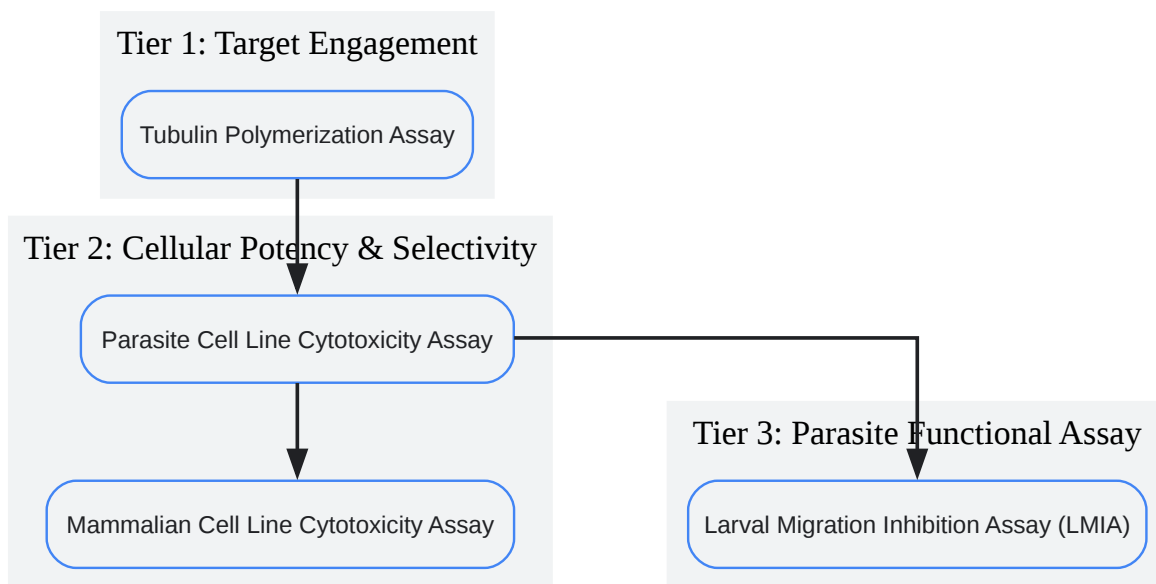 Tier 1: Target Engagement
Tubulin Polymerization Assay
Tier 2: Cellular Potency & Selectivity
Parasite Cell Line Cytotoxicity Assay
Mammalian Cell Line Cytotoxicity Assay
Tier 3: Parasite Functional Assay
Larval Migration Inhibition Assay (LMIA)